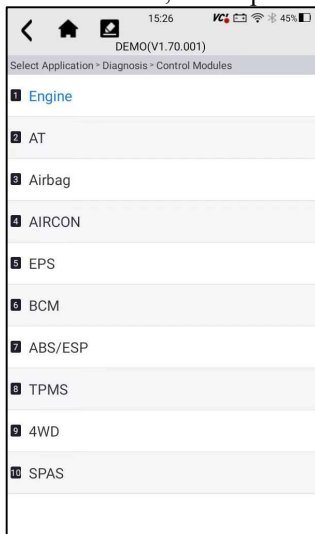 15:26 VCI 45%
DEMO(V1.70.001)
Select Application > Diagnosis > Control Modules
1 Engine
2 AT
3 Airbag
4 AIRCON
5 EPS
6 BCM
7 ABS/ESP
8 TPMS
9 4WD
10 SPAS